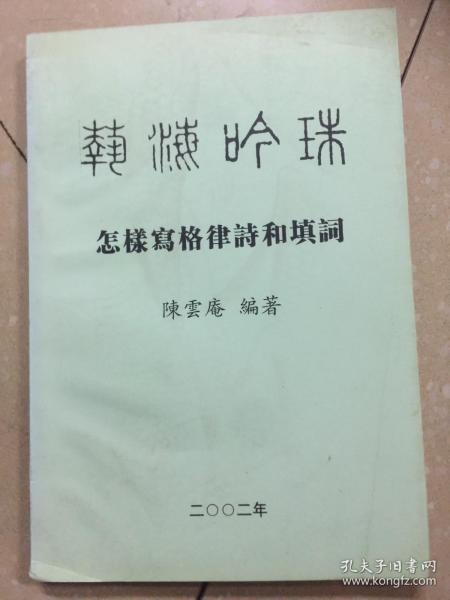 藝海吟珠
怎樣寫格律詩和填詞
陳雲庵 編著
二〇〇二年
孔夫子旧书网
www.kongfz.com